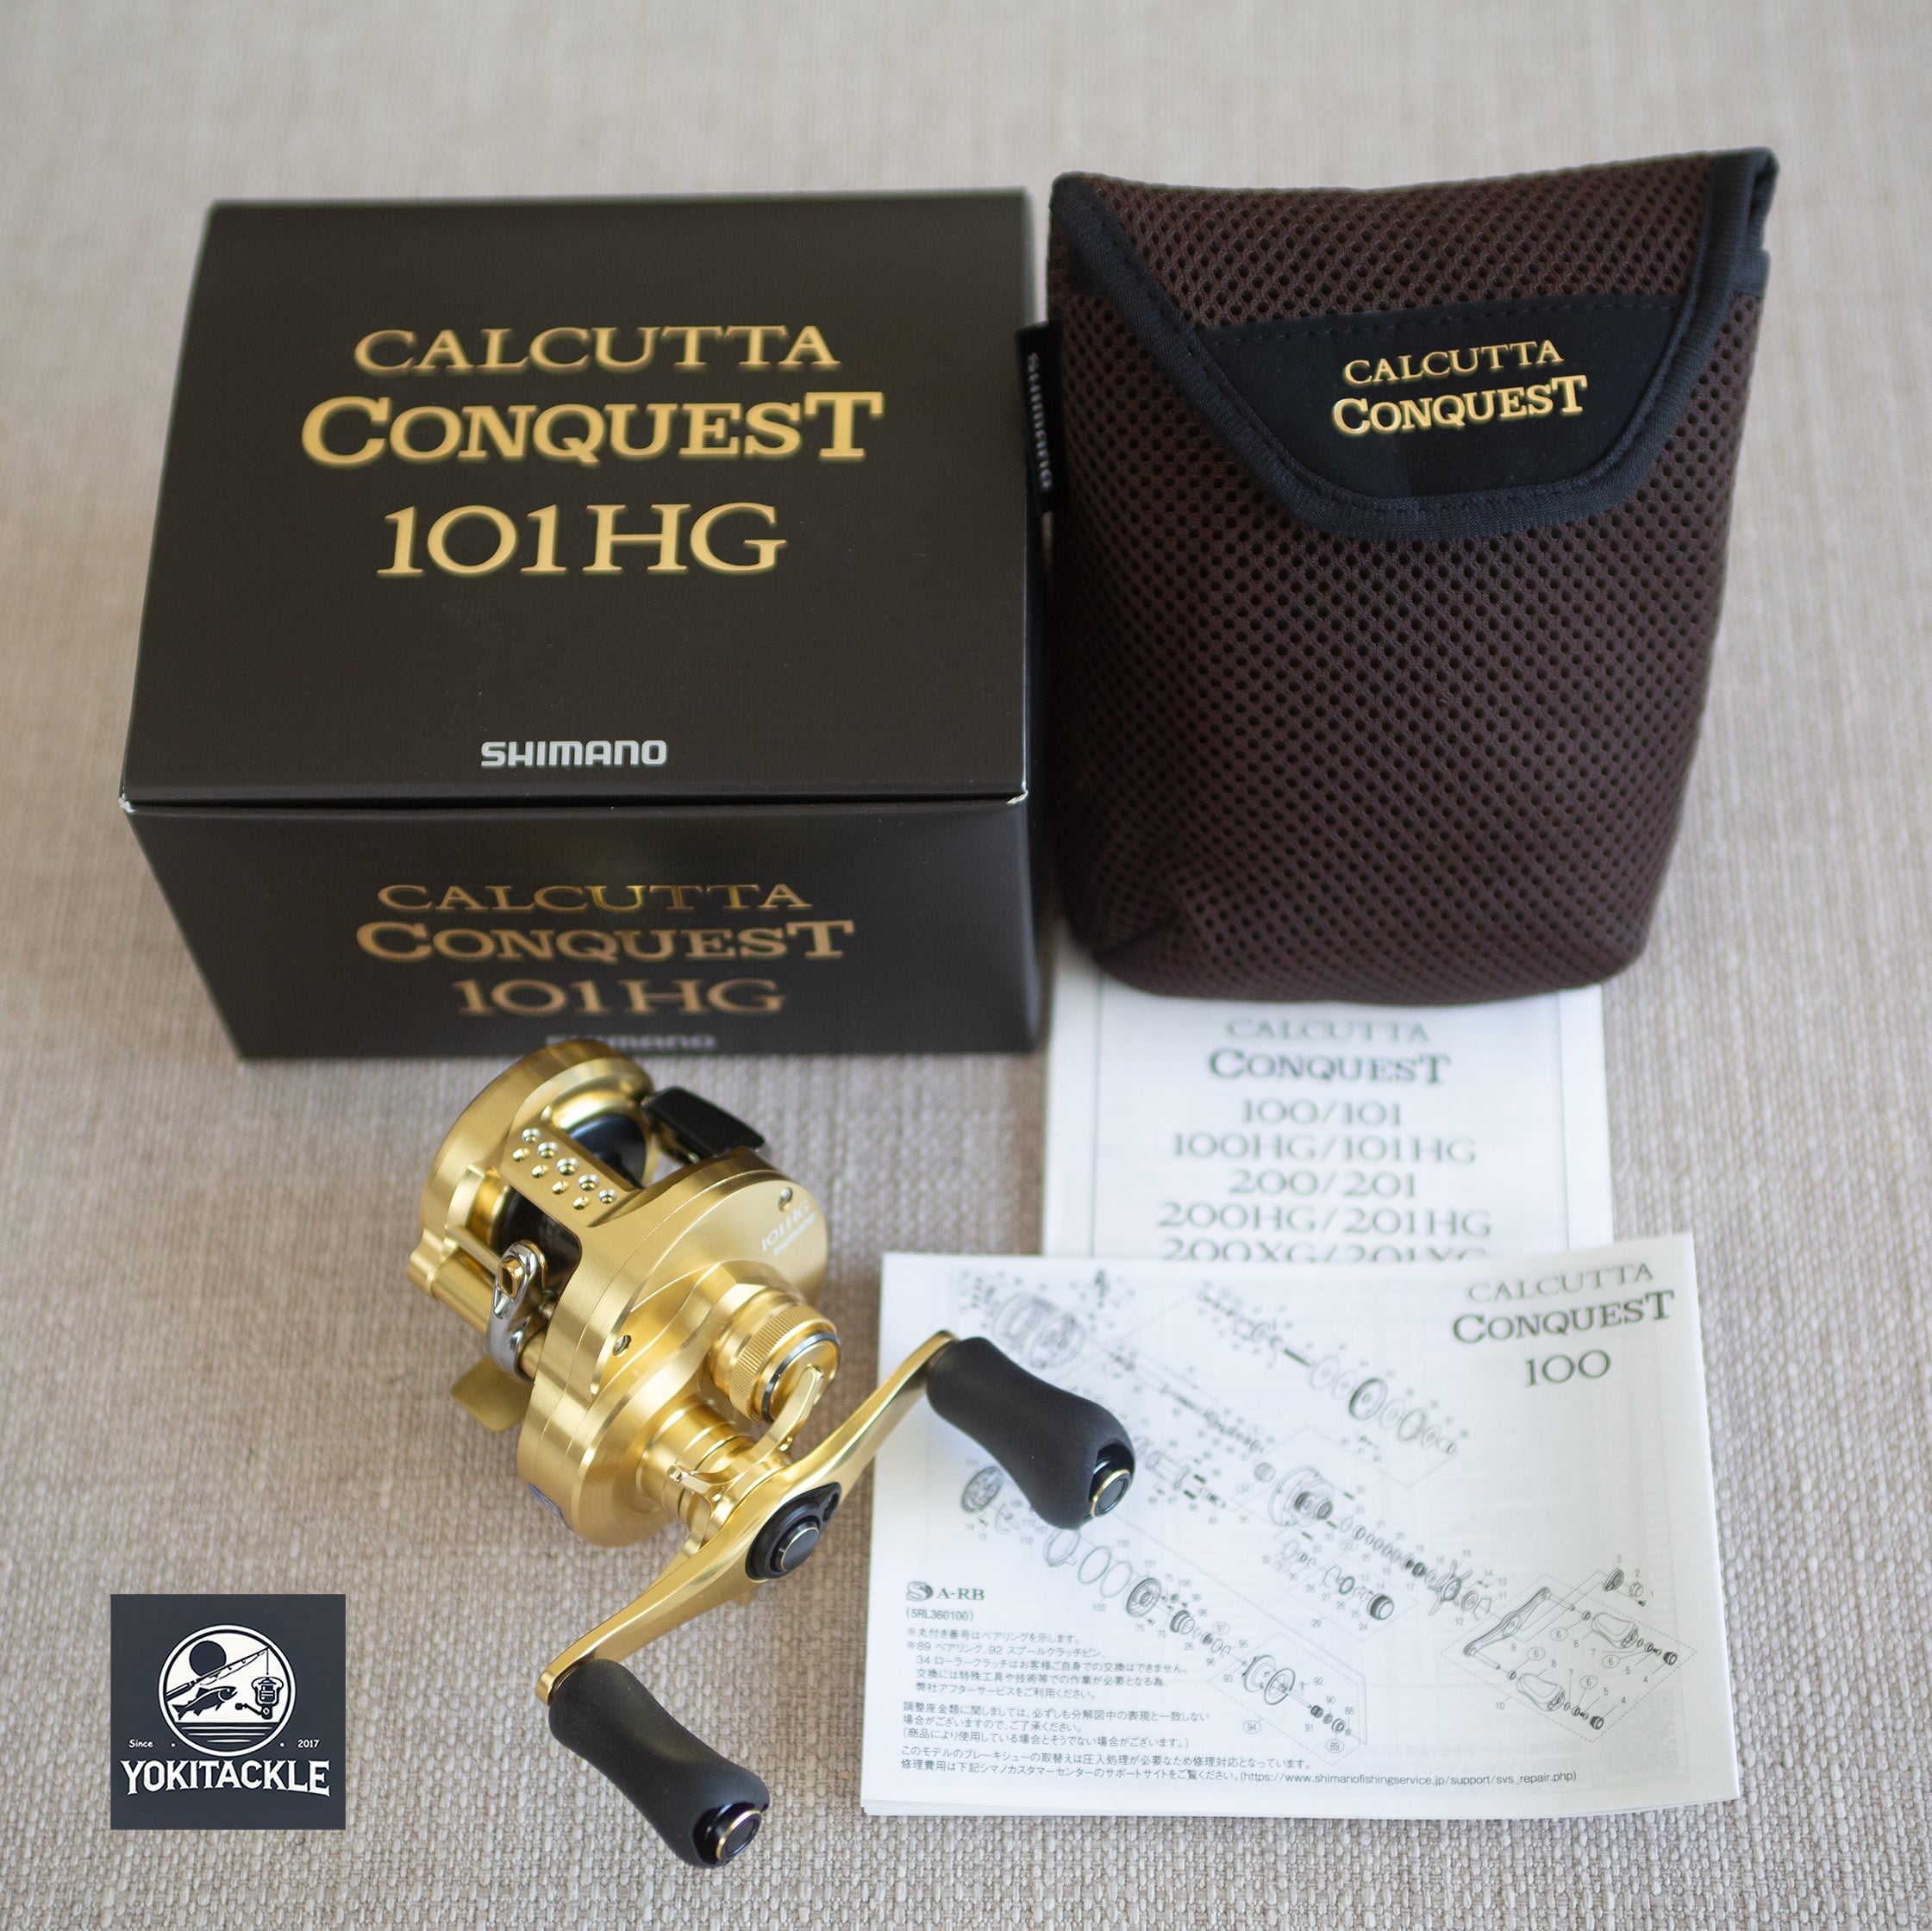 CALCUTTA
CONQUEST
101HG
SHIMANO
CALCUTTA
CONQUEST
101HG
SHIMANO
SHIMANO
CALCUTTA
CONQUEST
CALCUTTA
CONQUEST
100/101
100HG/101HG
200/201
200HG/201HG
200XG/201XG
101HG
SHIMANO
CALCUTTA
CONQUEST
100
S A-RB
(5RL360100)
※丸付き番号はベアリングを示します。
※89 ベアリング、92 スプールクラッチピン、
34 ローラークラッチはお客様ご自身での交換はできません。
交換には特殊工具や技術等での作業が必要となる為、
弊社アフターサービスをご利用ください。
調整座金類に関しましては、必ずしも分解図中の表現と一致しない
場合がございますので、ご了承ください。
(商品により使用している場合とそうでない場合がございます。)
このモデルのブレーキシューの取替えは圧入処理が必要なため修理対応となっています。
修理費用は下記シマノカスタマーセンターのサポートサイトをご覧ください。(https://www.shimanofishingservice.jp/support/svs_repair.php)
Since 2017
YOKITACKLE